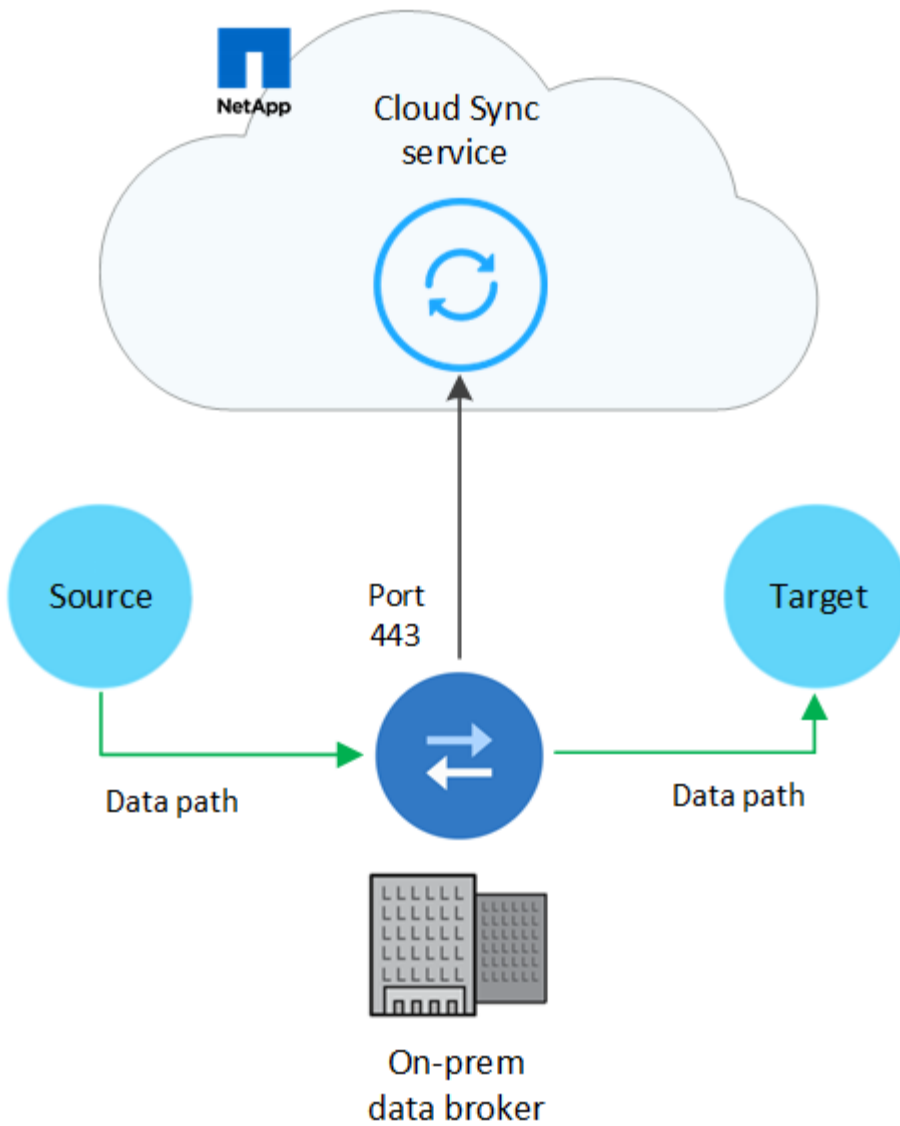 NetApp
Cloud Sync
service
Source
Port
443
Target
Data path
Data path
On-prem
data broker